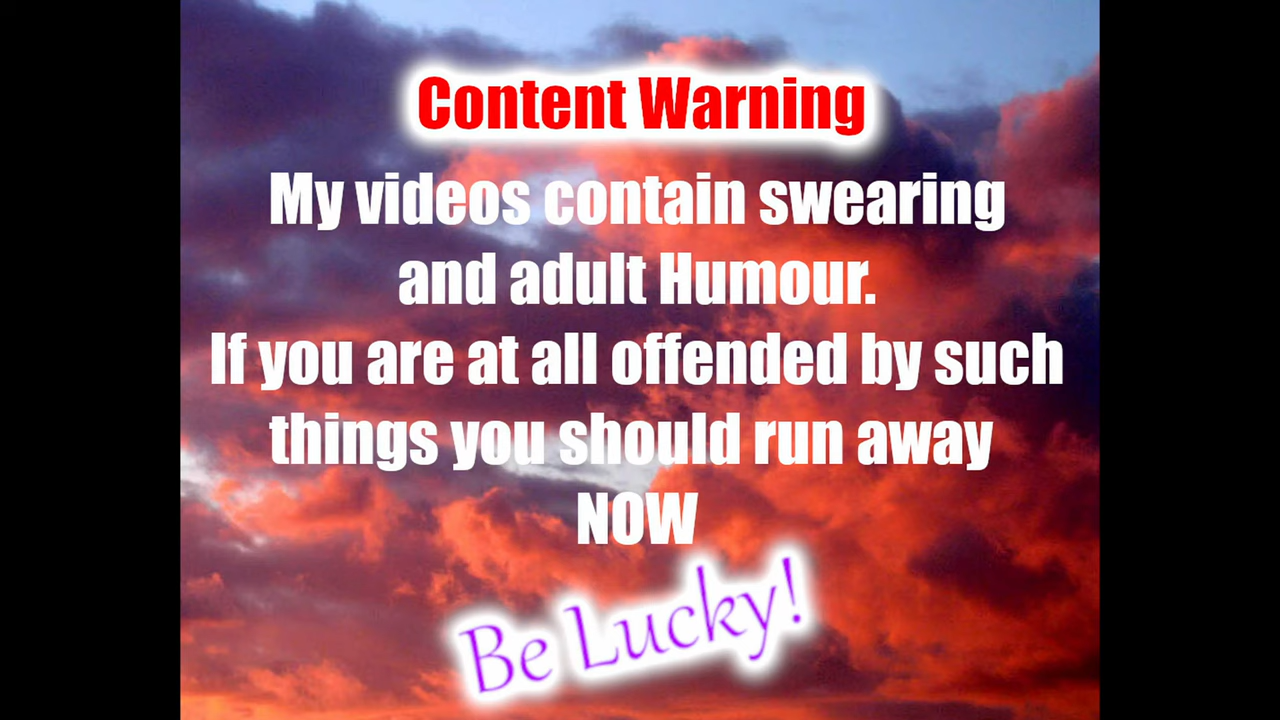 Content Warning
My videos contain swearing
and adult Humour.
If you are at all offended by such
things you should run away
NOW
Be Lucky!